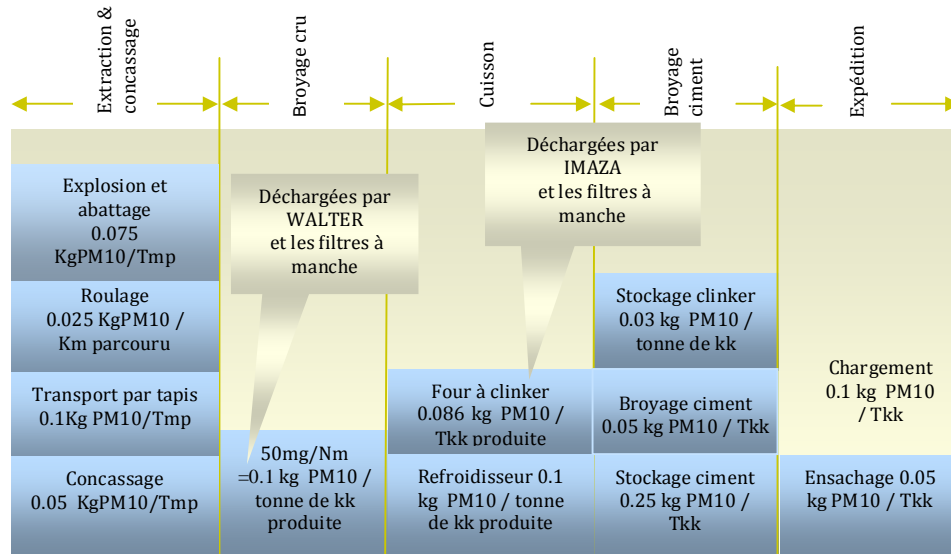 Extraction &
concassage
Broyage cru
Cuisson
Broyage
ciment
Expédition
Explosion et
abattage
0.075
KgPM10/Tmp
Roulage
0.025 KgPM10 /
Km parcouru
Transport par tapis
0.1Kg PM10/Tmp
Concassage
0.05 KgPM10/Tmp
Déchargées par
WALTER
et les filtres à
manche
50mg/Nm
=0.1 kg PM10 /
tonne de kk
produite
Déchargées par
IMAZA
et les filtres à
manche
Four à clinker
0.086 kg PM10 /
Tkk produite
Refroidisseur 0.1
kg PM10 / tonne
de kk produite
Stockage clinker
0.03 kg PM10 /
tonne de kk
Broyage ciment
0.05 kg PM10 / Tkk
Stockage ciment
0.25 kg PM10 /
Tkk
Chargement
0.1 kg PM10
/ Tkk
Ensachage 0.05
kg PM10 / Tkk